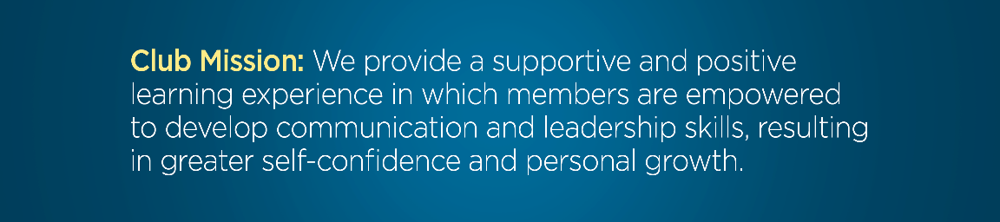 Club Mission: We provide a supportive and positive
learning experience in which members are empowered
to develop communication and leadership skills, resulting
in greater self-confidence and personal growth.